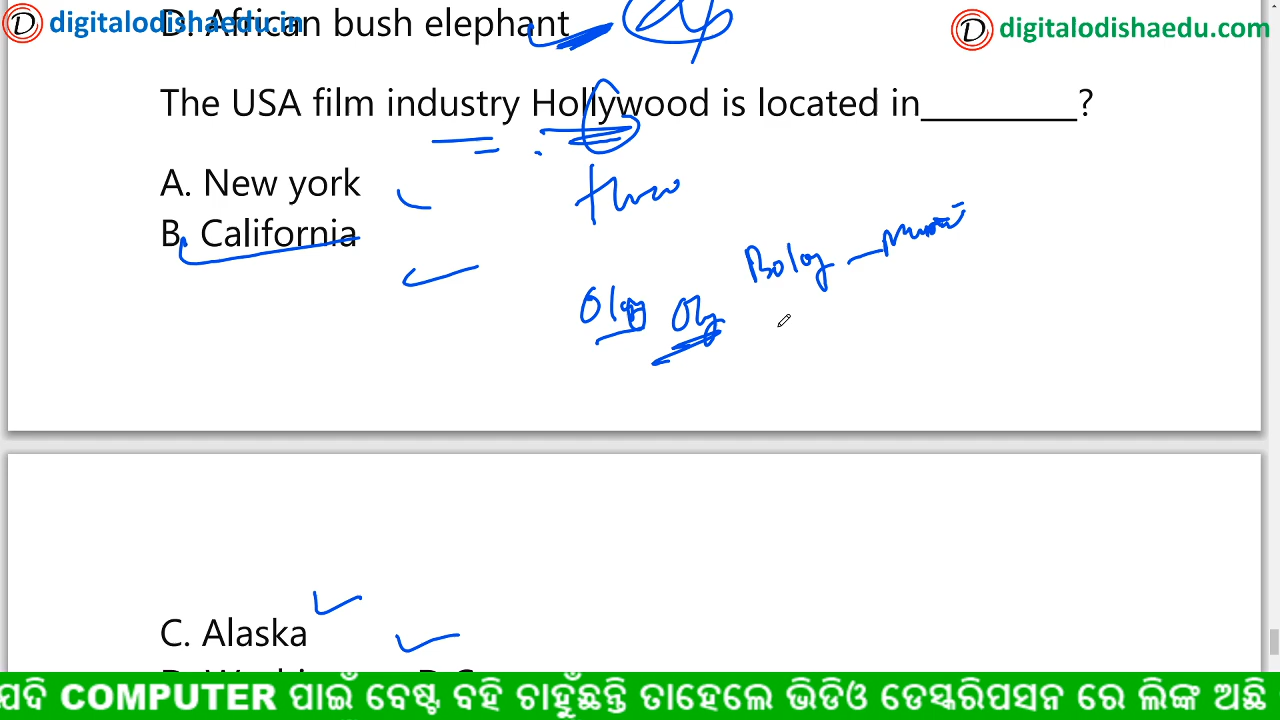 D. African bush elephant
digitalodishaedu.in
digitalodishaedu.com
The USA film industry Hollywood is located in_________?
A. New york
B. California
C. Alaska
ଯଦି COMPUTER ପାଇଁ ବେଷ୍ଟ ବହି ଚାହୁଁଛନ୍ତି ତାହେଲେ ଭିଡିଓ ଡେସ୍କରିପସନ ରେ ଲିଙ୍କ ଅଛି